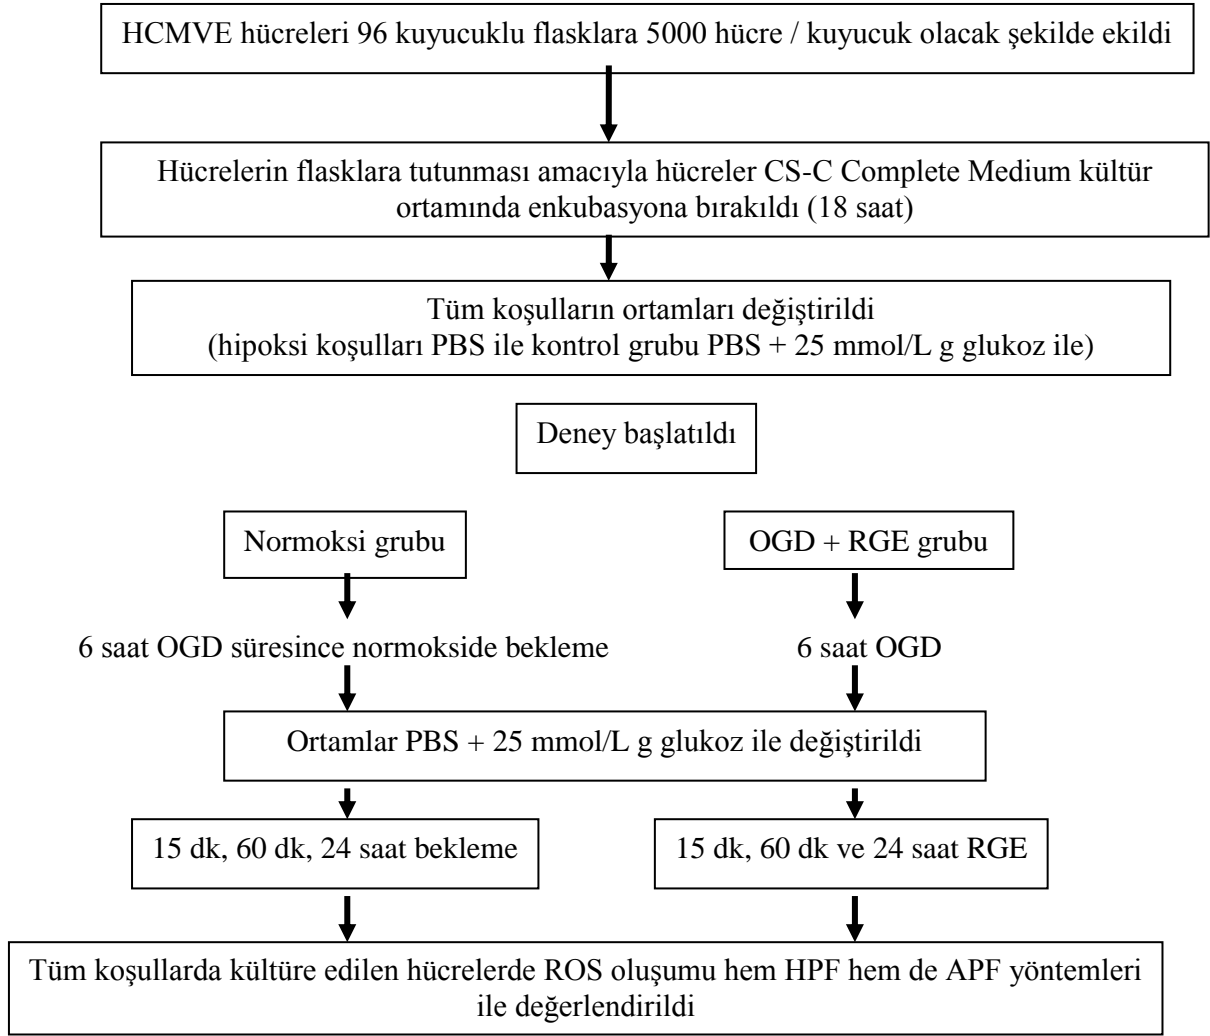 HCMVE hücreleri 96 kuyucuklu flasklara 5000 hücre / kuyucuk olacak şekilde ekildi
Hücrelerin flasklara tutunması amacıyla hücreler CS-C Complete Medium kültür
ortamında enkubasyona bırakıldı (18 saat)
Tüm koşulların ortamları değiştirildi
(hipoksi koşulları PBS ile kontrol grubu PBS + 25 mmol/L g glukoz ile)
Deney başlatıldı
Normoksi grubu
OGD + RGE grubu
6 saat OGD süresince normokside bekleme
6 saat OGD
Ortamlar PBS + 25 mmol/L g glukoz ile değiştirildi
15 dk, 60 dk, 24 saat bekleme
15 dk, 60 dk ve 24 saat RGE
Tüm koşullarda kültüre edilen hücrelerde ROS oluşumu hem HPF hem de APF yöntemleri
ile değerlendirildi